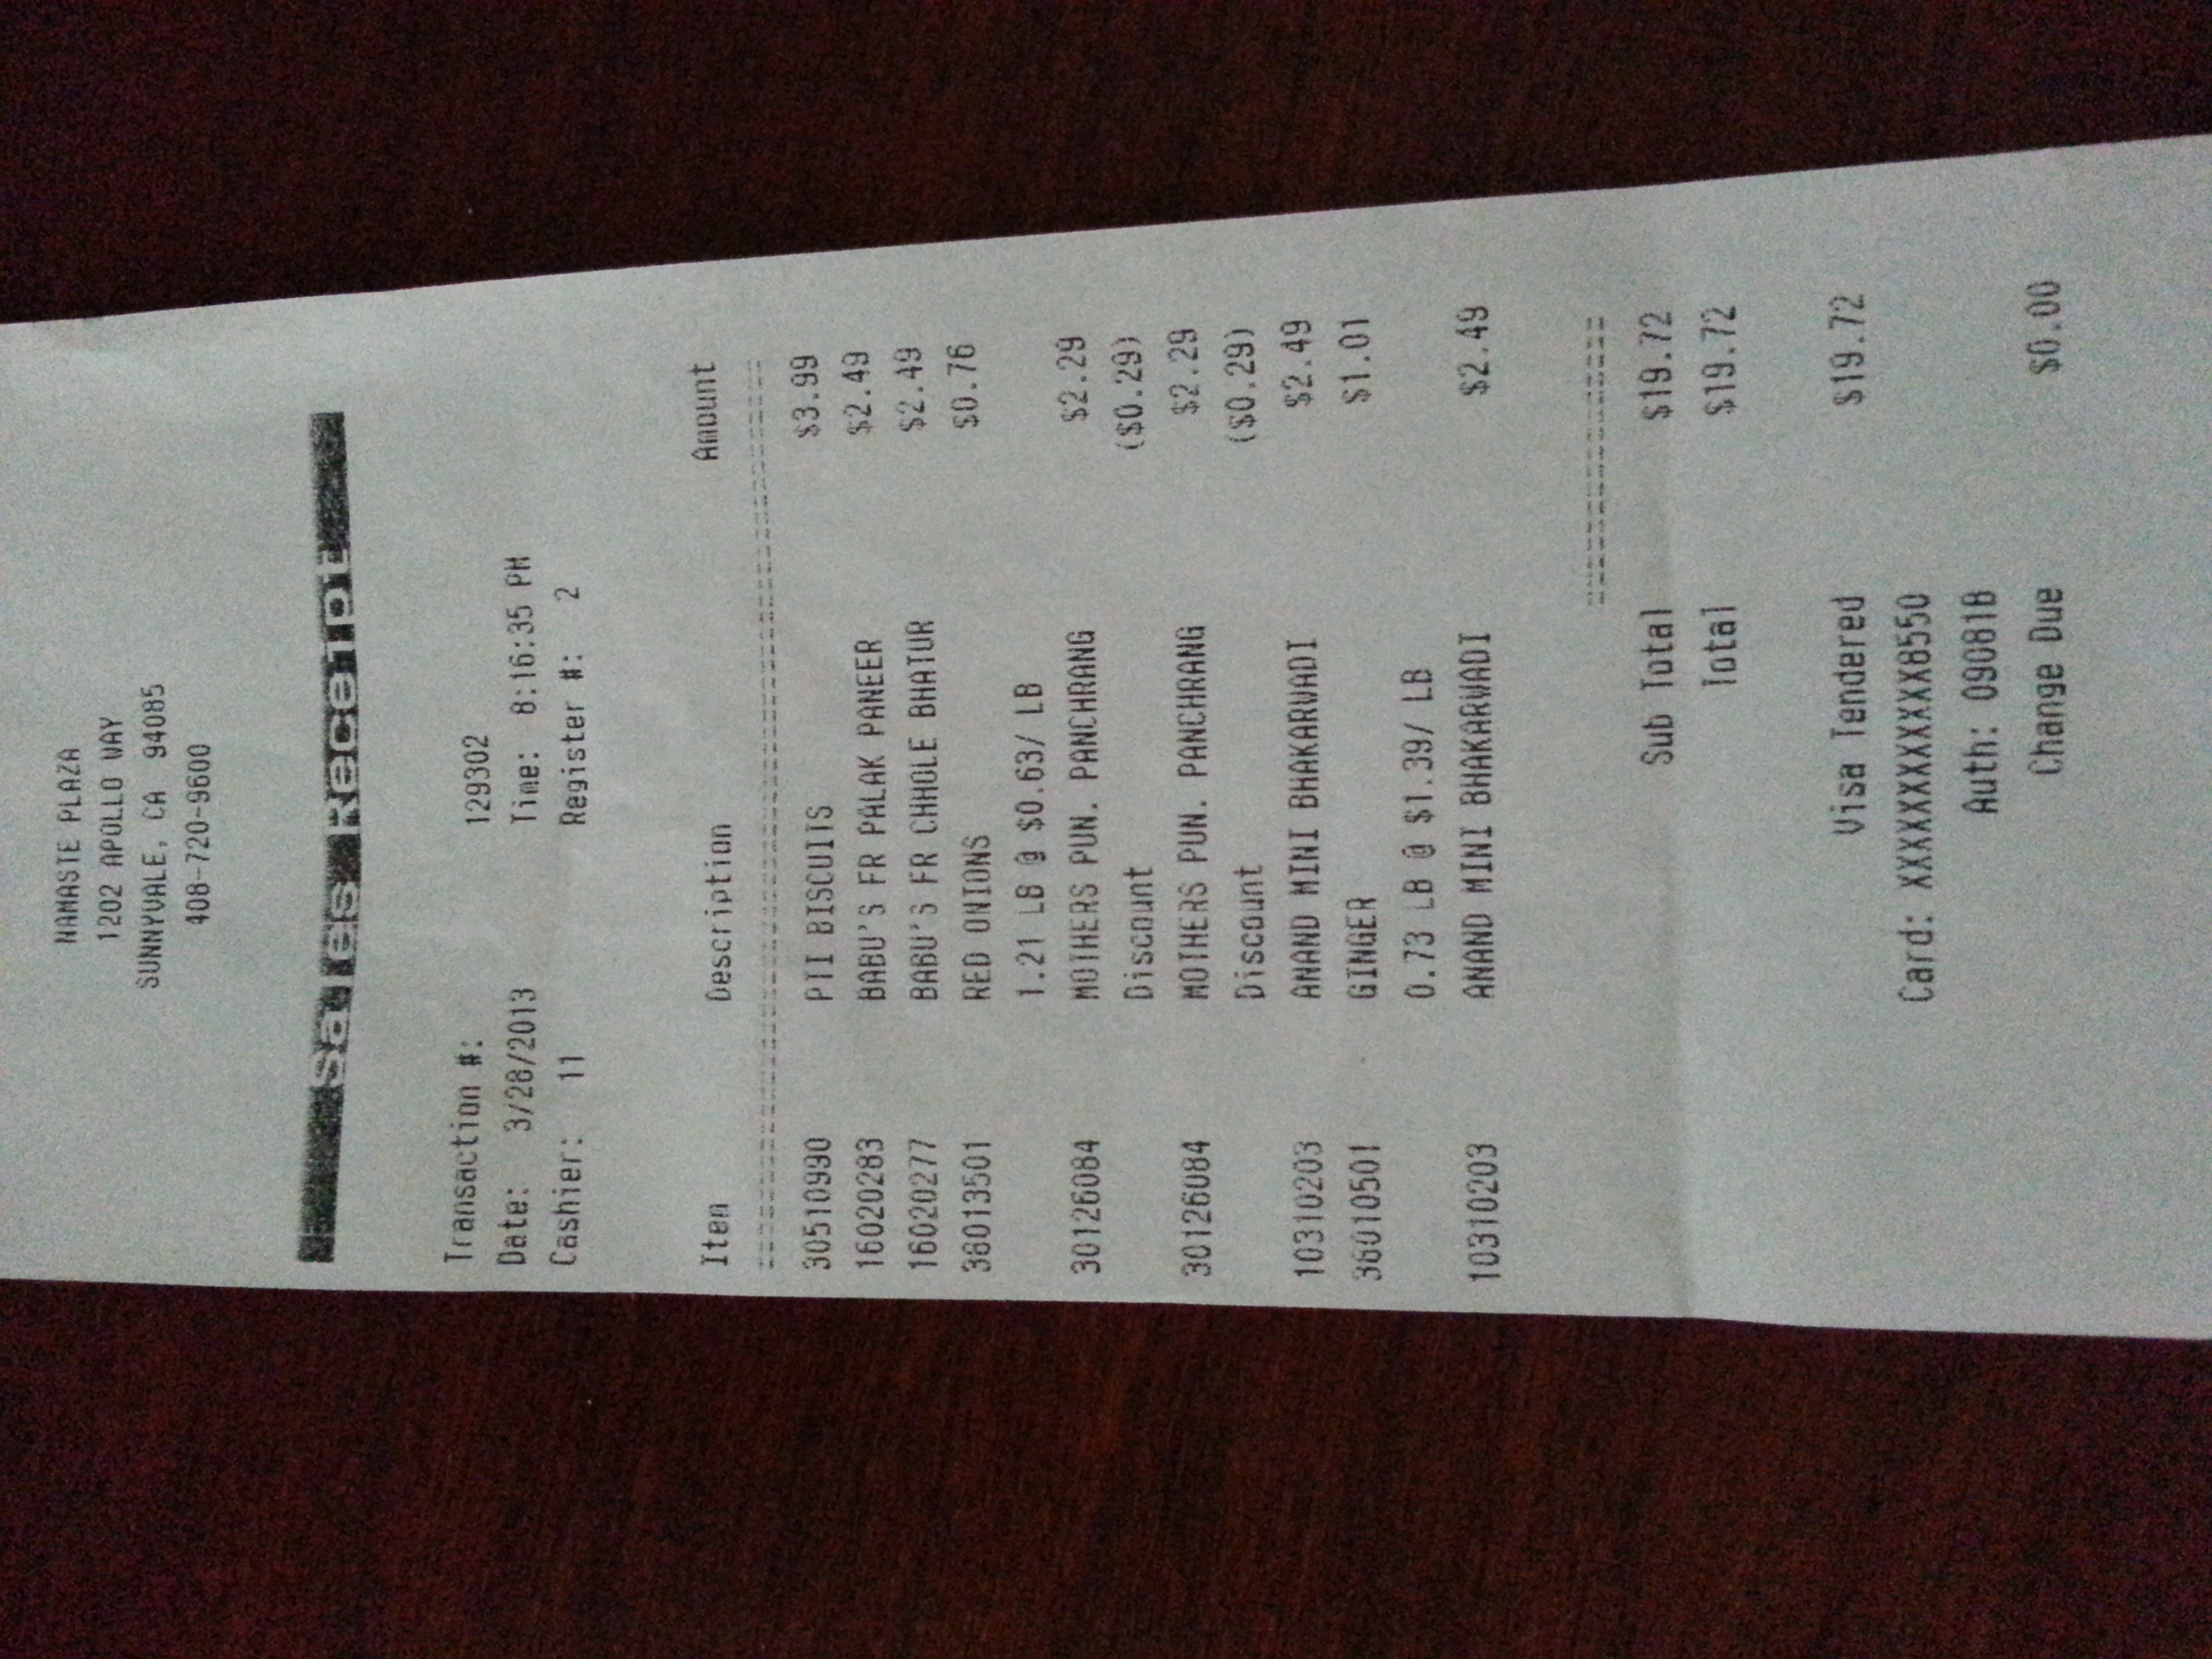 NAMASTE PLAZA
1202 APOLLO WAY
SUNNYVALE, CA 94085
408-720-9600
Sales Receipt
Transaction #: 129302
Date: 3/28/2013 Time: 8:16:35 PM
Cashier: 11 Register #: 2
Item Description Amount
30510990 PTI BISCUITS $3.99
16020283 BABU'S FR PALAK PANEER $2.49
16020277 BABU'S FR CHHOLE BHATUR $2.49
38013501 RED ONIONS $0.76
1.21 LB @ $0.63/ LB
30126084 MOTHERS PUN. PANCHRANG $2.29
Discount ($0.29)
30126084 MOTHERS PUN. PANCHRANG $2.29
Discount ($0.29)
10310203 ANAND MINI BHAKARWADI $2.49
38010501 GINGER $1.01
0.73 LB @ $1.39/ LB
10310203 ANAND MINI BHAKARWADI $2.49
Sub Total $19.72
Total $19.72
Visa Tendered $19.72
Card: XXXXXXXXXXXX8550
Auth: 09081B
Change Due $0.00